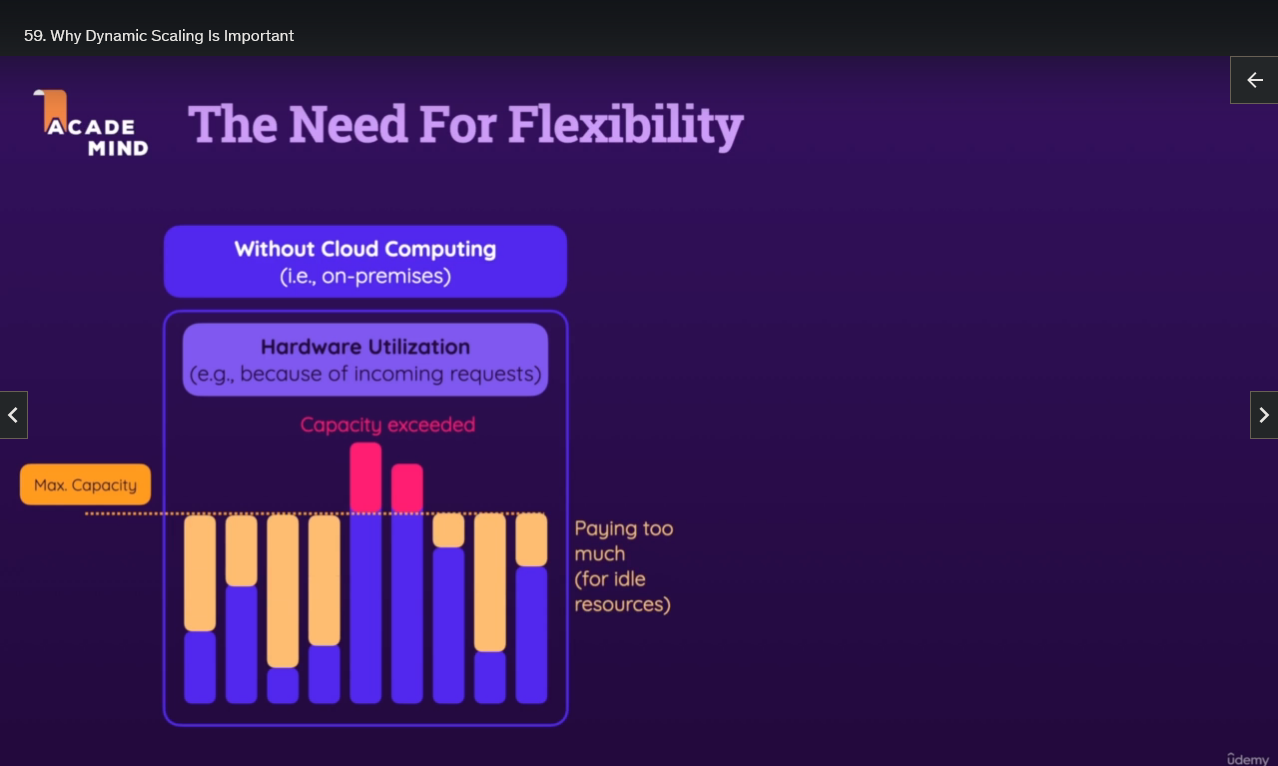 59. Why Dynamic Scaling Is Important
ACADE
MIND
The Need For Flexibility
Without Cloud Computing
(i.e., on-premises)
Hardware Utilization
(e.g., because of incoming requests)
Capacity exceeded
Max. Capacity
Paying too
much
(for idle
resources)
ûdemy